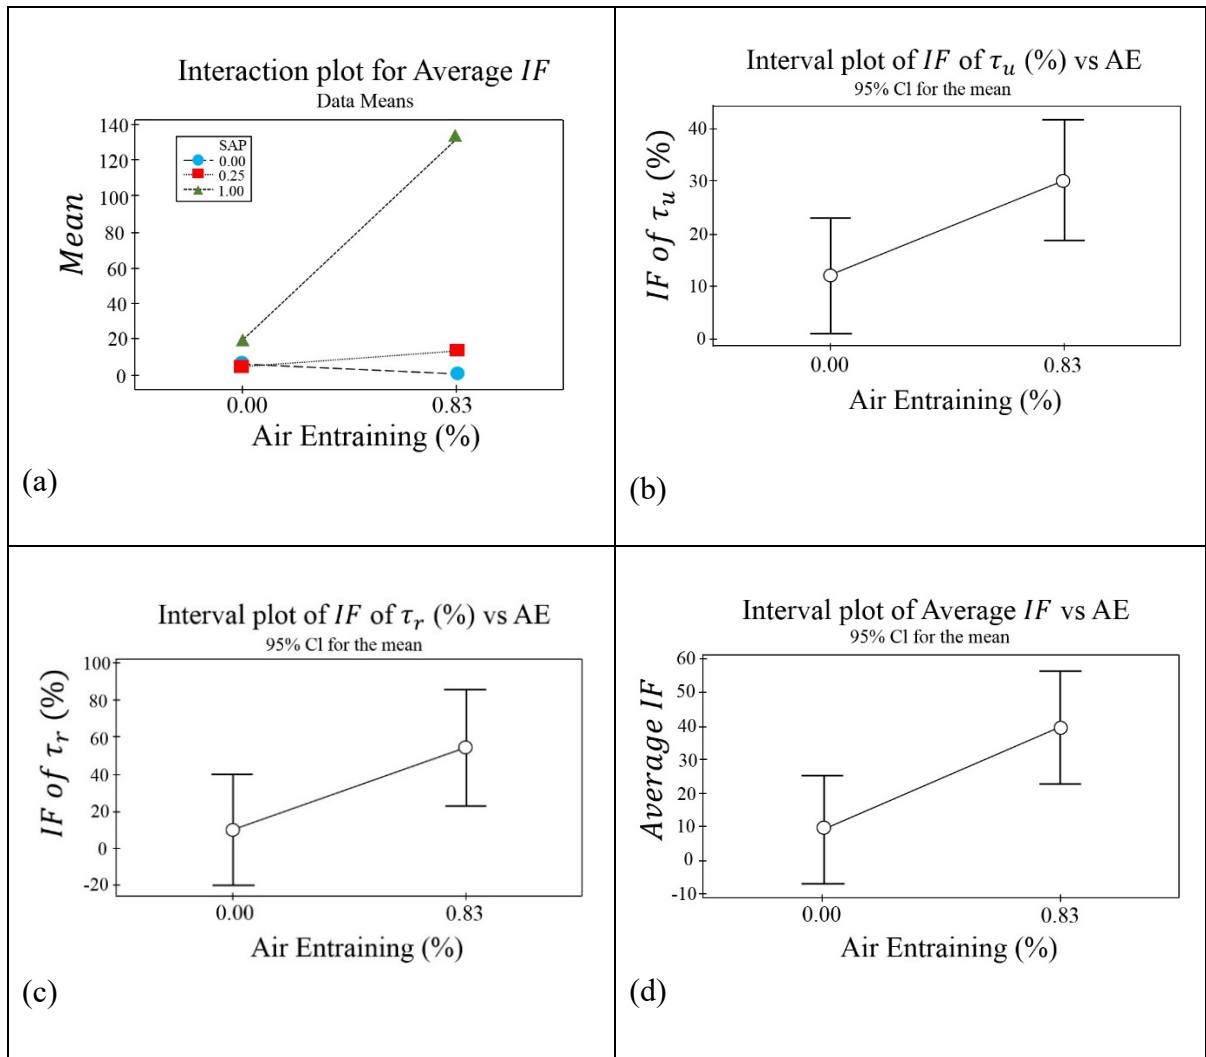 Interaction plot for Average IF
Data Means
140
120
100
80
60
40
20
0
Mean
SAP
0.00
0.25
1.00
0.00 0.83
Air Entraining (%)
(a)
Interval plot of IF of τᵤ (%) vs AE
95% Cl for the mean
40
30
20
10
0
IF of τᵤ (%)
0.00 0.83
Air Entraining (%)
(b)
Interval plot of IF of τᵣ (%) vs AE
95% Cl for the mean
100
80
60
40
20
0
-20
IF of τᵣ (%)
0.00 0.83
Air Entraining (%)
(c)
Interval plot of Average IF vs AE
95% Cl for the mean
60
50
40
30
20
10
0
-10
Average IF
0.00 0.83
Air Entraining (%)
(d)